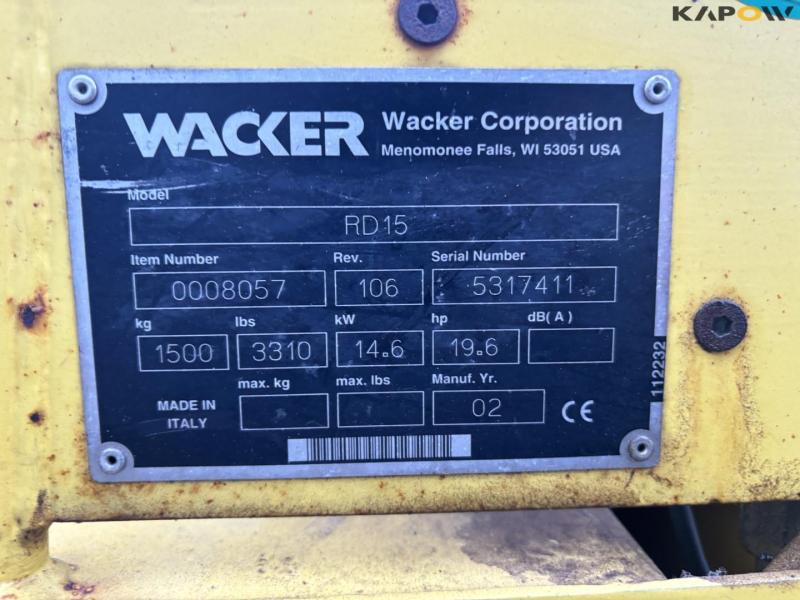 KAPOW
WACKER
Wacker Corporation
Menomonee Falls, WI 53051 USA
Model
RD15
Item Number Rev. Serial Number
0008057 106 5317411
kg lbs kW hp dB(A)
1500 3310 14.6 19.6
max. kg max. lbs Manuf. Yr.
MADE IN
ITALY
02 CE
112232